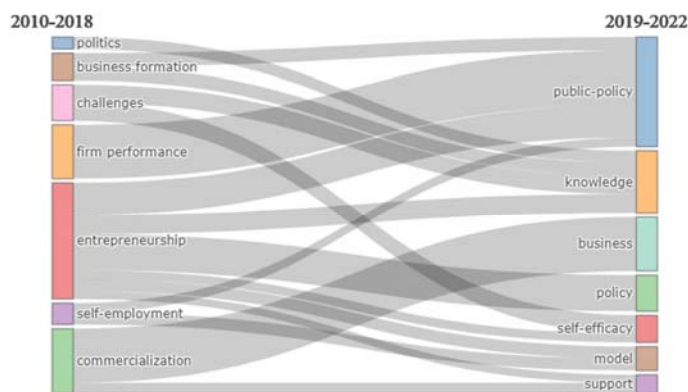 2010-2018
2019-2022
politics
business formation
challenges
firm performance
entrepreneurship
self-employment
commercialization
public-policy
knowledge
business
policy
self-efficacy
model
support